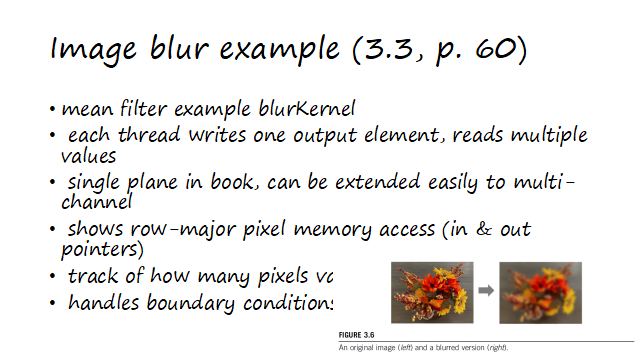 Image blur example (3.3, p. 60)
• mean filter example blurKernel
• each thread writes one output element, reads multiple
values
• single plane in book, can be extended easily to multi-
channel
• shows row-major pixel memory access (in & out
pointers)
• track of how many pixels
• handles boundary conditions
FIGURE 3.6
An original image (left) and a blurred version (right).